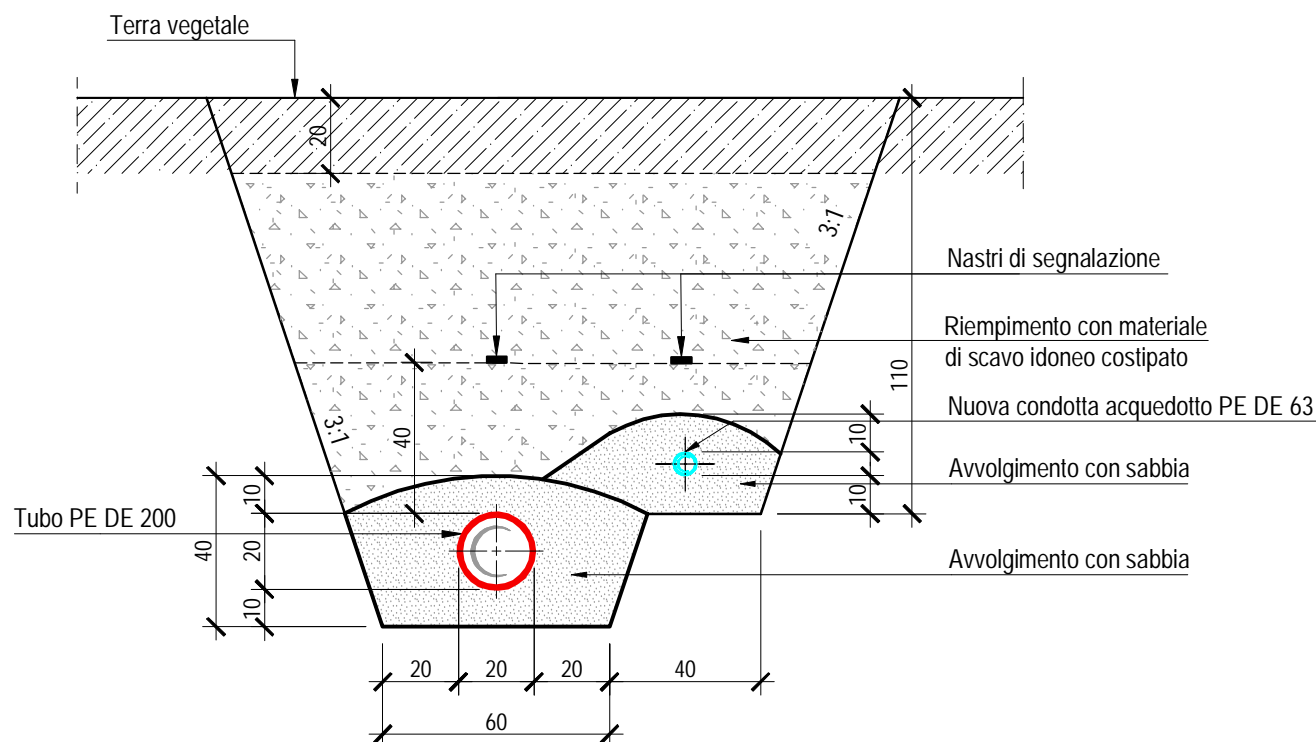 Terra vegetale
20
3:1
Nastri di segnalazione
Riempimento con materiale
di scavo idoneo costipato
110
Nuova condotta acquedotto PE DE 63
3:1
40
10
Avvolgimento con sabbia
10
10
Tubo PE DE 200
40
20
Avvolgimento con sabbia
10
20
20
20
40
60